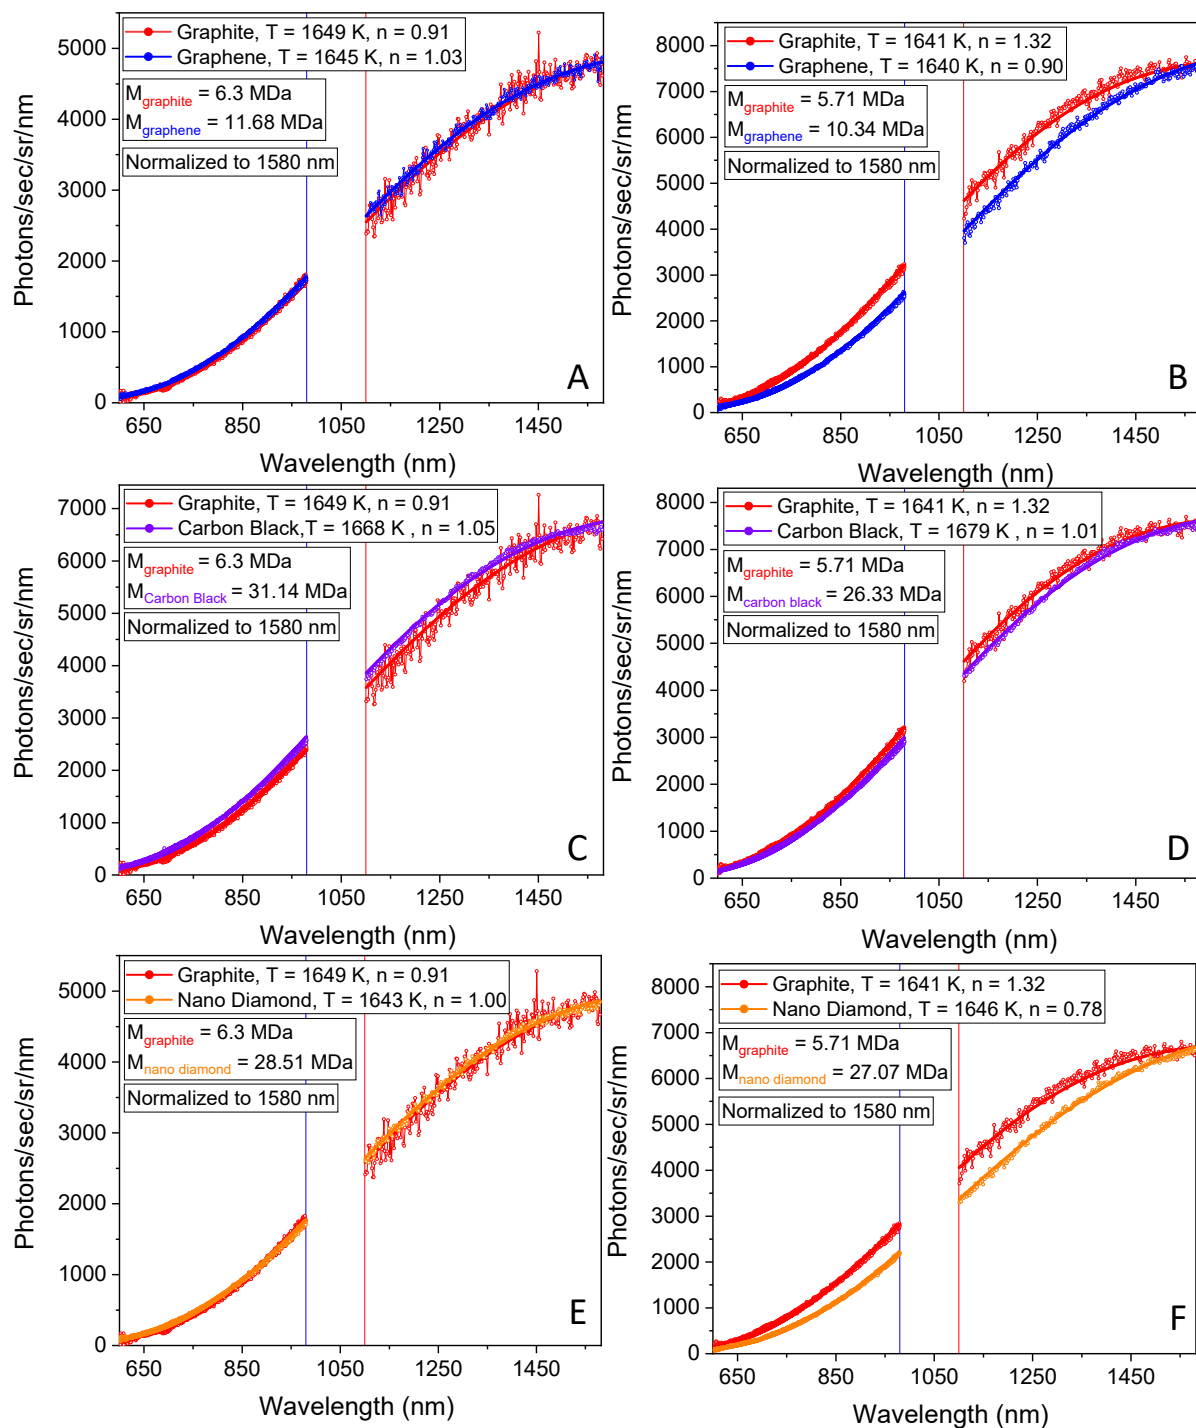 Graphite, T = 1649 K, n = 0.91
Graphene, T = 1645 K, n = 1.03
M graphite = 6.3 MDa
M graphene = 11.68 MDa
Normalized to 1580 nm
5000
4000
3000
2000
1000
0
Photons/sec/sr/nm
650 850 1050 1250 1450
Wavelength (nm)
A
Graphite, T = 1641 K, n = 1.32
Graphene, T = 1640 K, n = 0.90
M graphite = 5.71 MDa
M graphene = 10.34 MDa
Normalized to 1580 nm
8000
7000
6000
5000
4000
3000
2000
1000
0
Photons/sec/sr/nm
650 850 1050 1250 1450
Wavelength (nm)
B
Graphite, T = 1649 K, n = 0.91
Carbon Black,T = 1668 K , n = 1.05
M graphite = 6.3 MDa
M Carbon Black = 31.14 MDa
Normalized to 1580 nm
7000
6000
5000
4000
3000
2000
1000
0
Photons/sec/sr/nm
650 850 1050 1250 1450
Wavelength (nm)
C
Graphite, T = 1641 K, n = 1.32
Carbon Black, T = 1679 K , n = 1.01
M graphite = 5.71 MDa
M carbon black = 26.33 MDa
Normalized to 1580 nm
8000
7000
6000
5000
4000
3000
2000
1000
0
Photons/sec/sr/nm
650 850 1050 1250 1450
Wavelength (nm)
D
Graphite, T = 1649 K, n = 0.91
Nano Diamond, T = 1643 K, n = 1.00
M graphite = 6.3 MDa
M nano diamond = 28.51 MDa
Normalized to 1580 nm
5000
4000
3000
2000
1000
0
Photons/sec/sr/nm
650 850 1050 1250 1450
Wavelength (nm)
E
Graphite, T = 1641 K, n = 1.32
Nano Diamond, T = 1646 K, n = 0.78
M graphite = 5.71 MDa
M nano diamond = 27.07 MDa
Normalized to 1580 nm
8000
7000
6000
5000
4000
3000
2000
1000
0
Photons/sec/sr/nm
650 850 1050 1250 1450
Wavelength (nm)
F